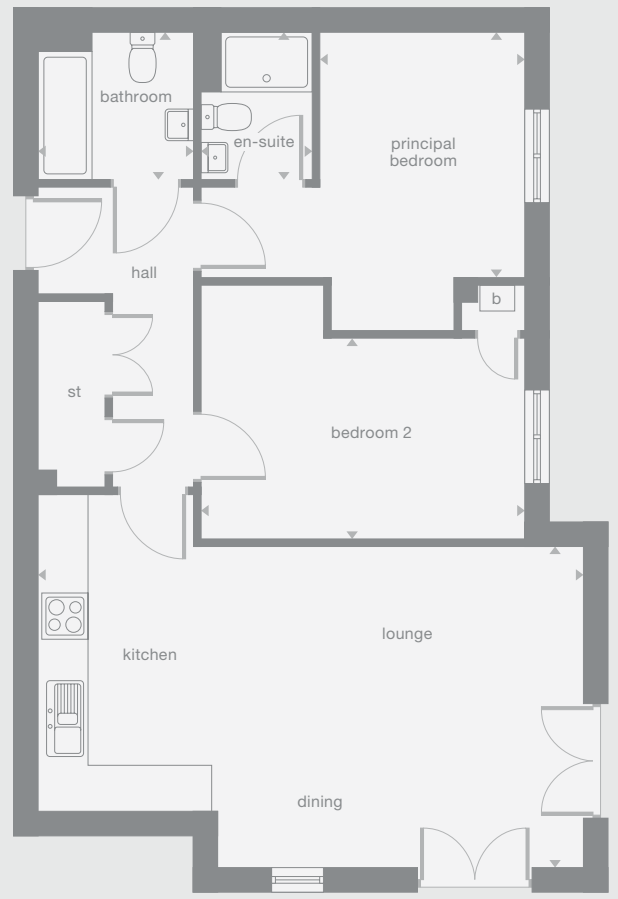 bathroom
en-suite
principal
bedroom
hall
b
st
bedroom 2
lounge
kitchen
dining